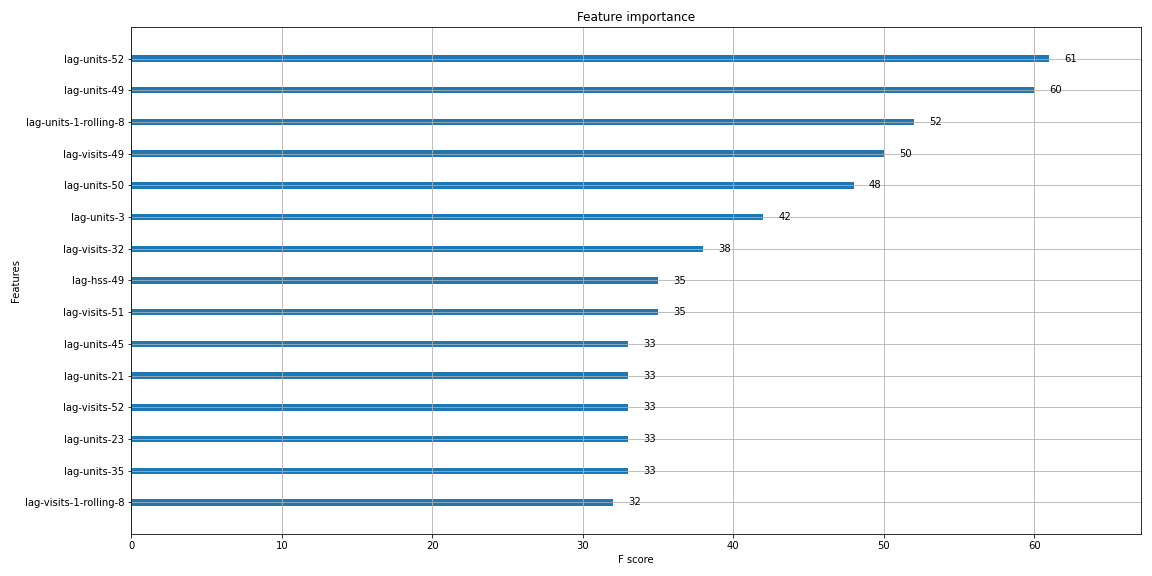 Feature importance
Features
lag-units-52 61
lag-units-49 60
lag-units-1-rolling-8 52
lag-visits-49 50
lag-units-50 48
lag-units-3 42
lag-visits-32 38
lag-hss-49 35
lag-visits-51 35
lag-units-45 33
lag-units-21 33
lag-visits-52 33
lag-units-23 33
lag-units-35 33
lag-visits-1-rolling-8 32
0 10 20 30 40 50 60
F score